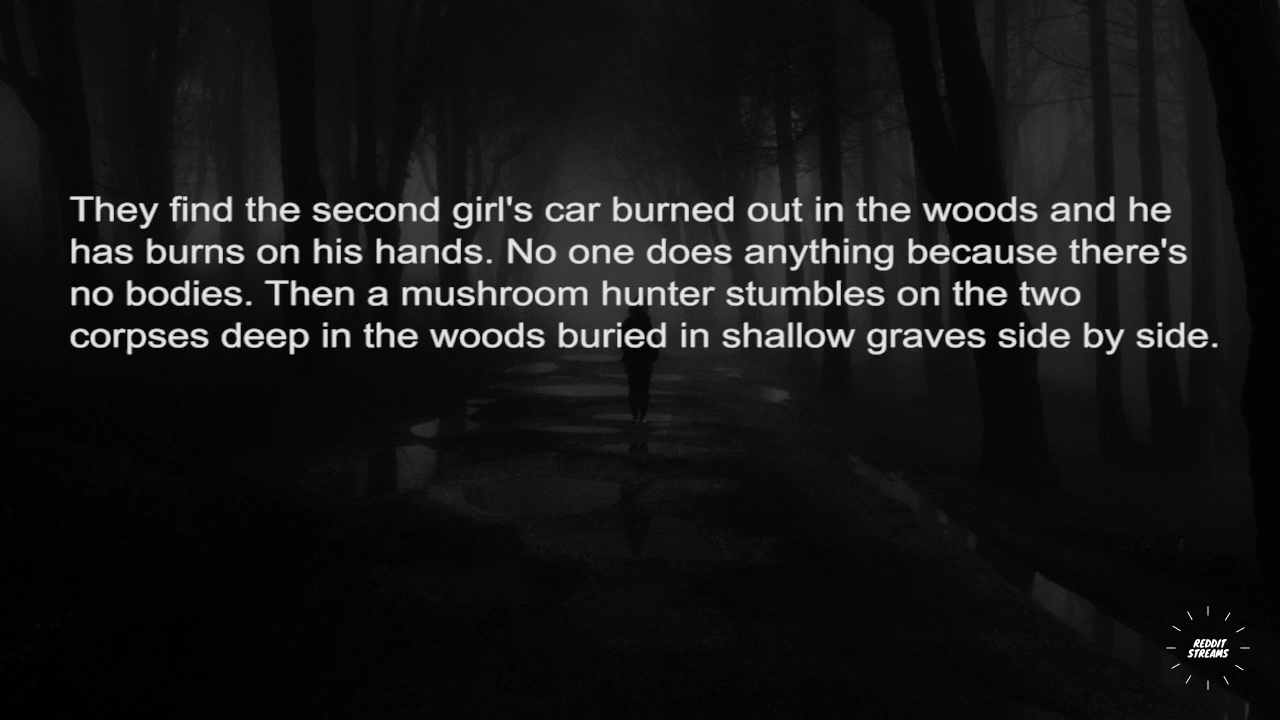 They find the second girl's car burned out in the woods and he
has burns on his hands. No one does anything because there's
no bodies. Then a mushroom hunter stumbles on the two
corpses deep in the woods buried in shallow graves side by side.
REDDIT
STREAMS